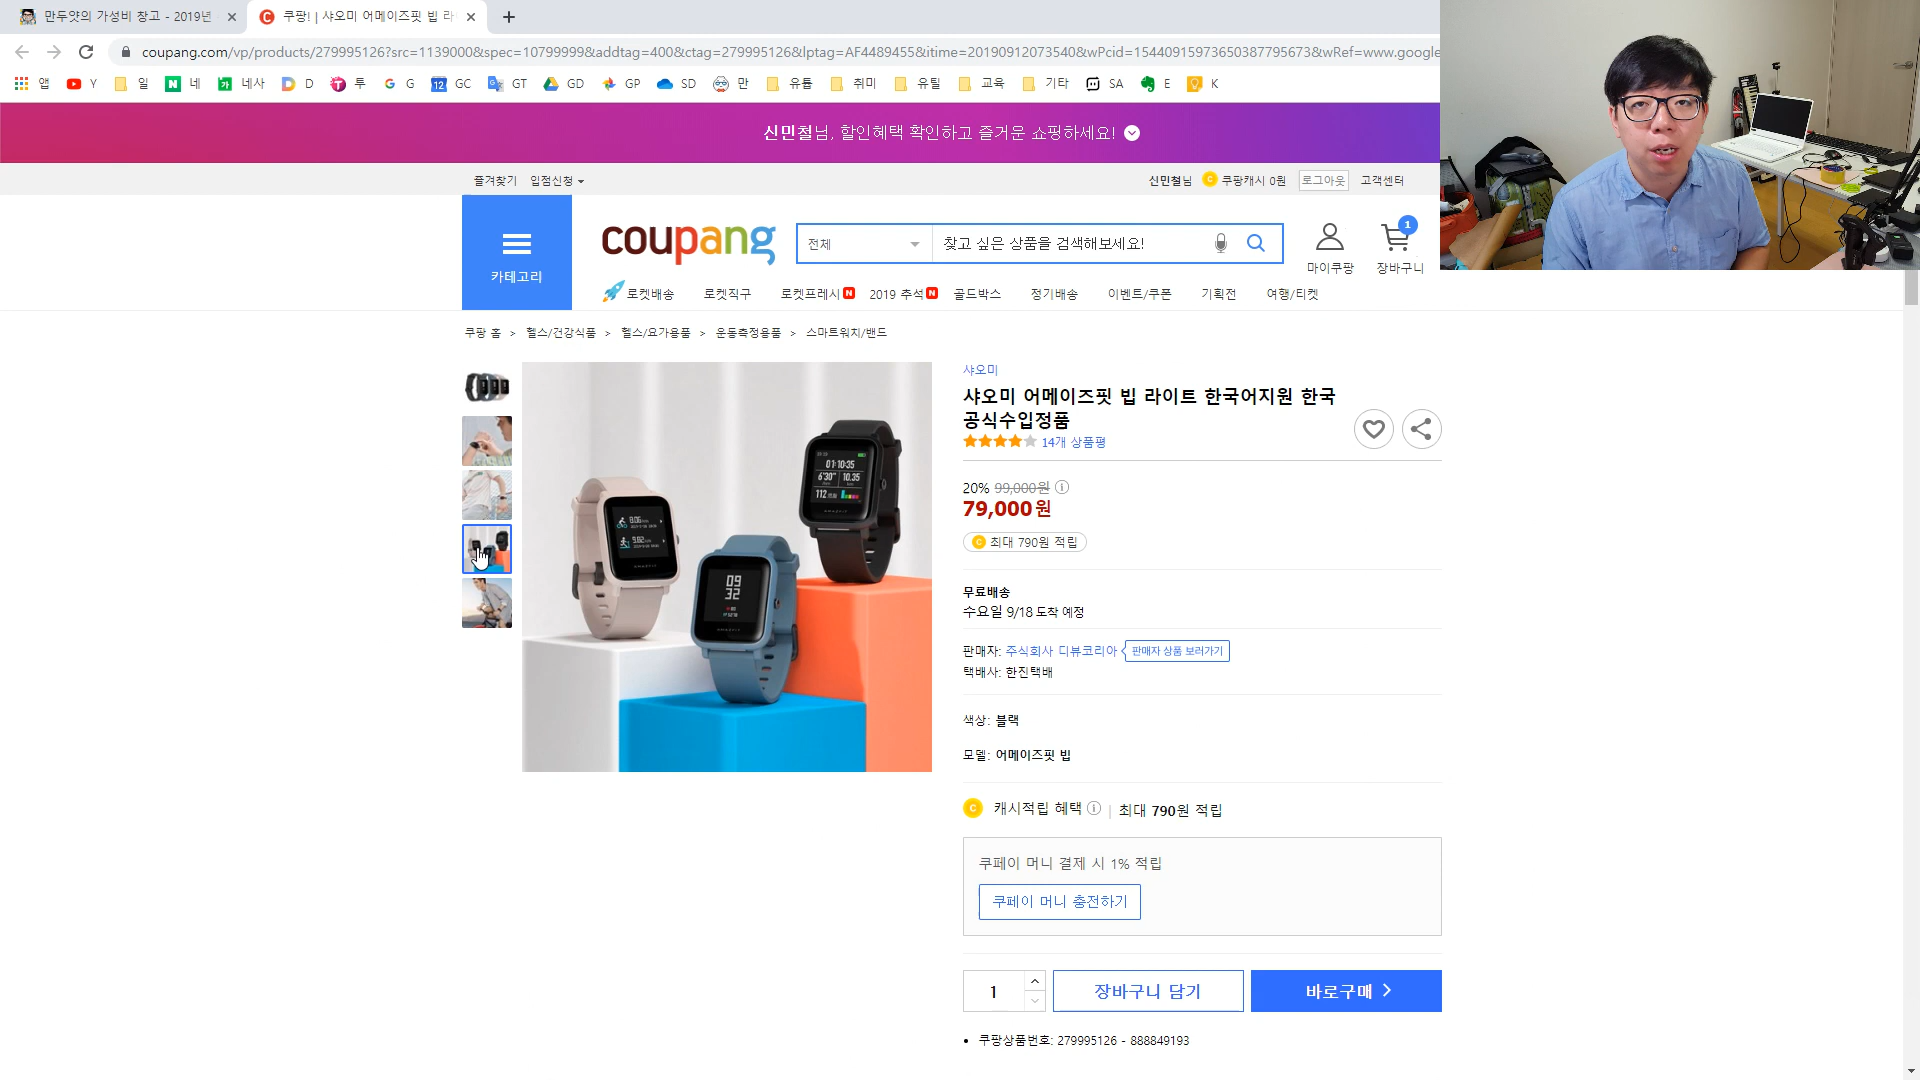 만두얏의 가성비 창고 - 2019년
쿠팡! | 샤오미 어메이즈핏 빕 라
coupang.com/vp/products/279995126?src=1139000&spec=10799999&addtag=400&ctag=279995126&lptag=AF4489455&itime=20190912073540&wPcid=15440915973650387795673&wRef=www.google
앱 Y 일 네 네사 D 투 G GC GT GD GP SD 만 유튭 취미 유틸 교육 기타 SA E K
신민철님, 할인혜택 확인하고 즐거운 쇼핑하세요!
즐겨찾기 입점신청
신민철님 쿠팡캐시 0원 로그아웃 고객센터
카테고리
coupang
전체
찾고 싶은 상품을 검색해보세요!
마이쿠팡
1
장바구니
로켓배송 로켓직구 로켓프레시 N 2019 추석 N 골드박스 정기배송 이벤트/쿠폰 기획전 여행/티켓
쿠팡 홈 > 헬스/건강식품 > 헬스/요가용품 > 운동측정용품 > 스마트워치/밴드
샤오미
샤오미 어메이즈핏 빕 라이트 한국어지원 한국
공식수입정품
14개 상품평
20% 99,000원
79,000원
최대 790원 적립
무료배송
수요일 9/18 도착 예정
판매자: 주식회사 디뷰코리아 판매자 상품 보러가기
택배사: 한진택배
색상: 블랙
모델: 어메이즈핏 빕
캐시적립 혜택 | 최대 790원 적립
쿠페이 머니 결제 시 1% 적립
쿠페이 머니 충전하기
1
장바구니 담기
바로구매
• 쿠팡상품번호: 279995126 - 888849193
01:10:35
6'30" 10.35
112
8.06
9.02
09
32